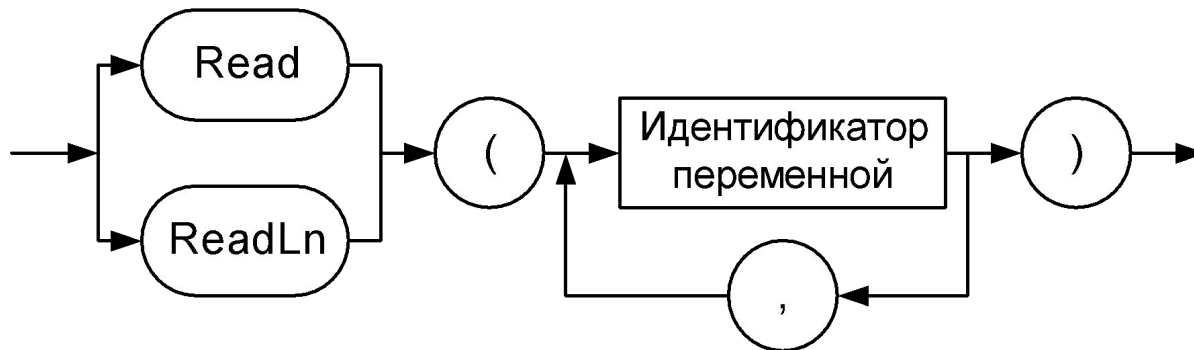 Read
ReadLn
(
Идентификатор
переменной
)
,